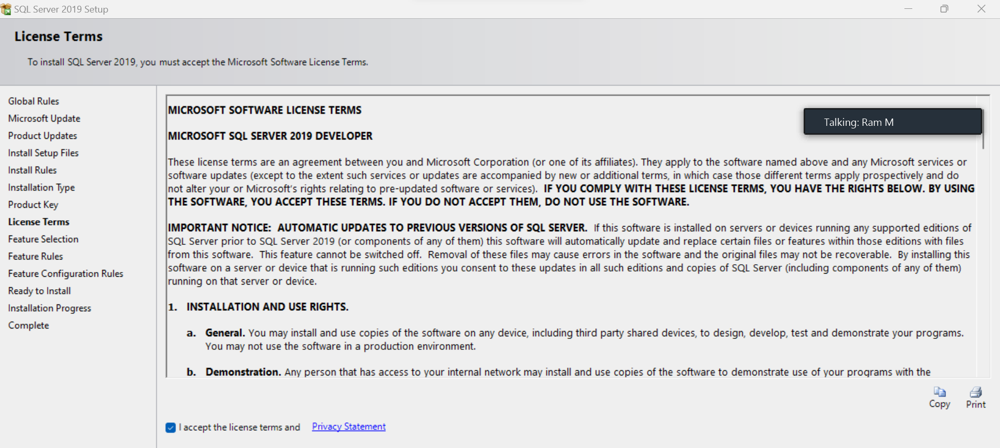 SQL Server 2019 Setup
License Terms
To install SQL Server 2019, you must accept the Microsoft Software License Terms.
Global Rules
Microsoft Update
Product Updates
Install Setup Files
Install Rules
Installation Type
Product Key
License Terms
Feature Selection
Feature Rules
Feature Configuration Rules
Ready to Install
Installation Progress
Complete
MICROSOFT SOFTWARE LICENSE TERMS
Talking: Ram M
MICROSOFT SQL SERVER 2019 DEVELOPER
These license terms are an agreement between you and Microsoft Corporation (or one of its affiliates). They apply to the software named above and any Microsoft services or
software updates (except to the extent such services or updates are accompanied by new or additional terms, in which case those different terms apply prospectively and do
not alter your or Microsoft's rights relating to pre-updated software or services). IF YOU COMPLY WITH THESE LICENSE TERMS, YOU HAVE THE RIGHTS BELOW. BY USING
THE SOFTWARE, YOU ACCEPT THESE TERMS. IF YOU DO NOT ACCEPT THEM, DO NOT USE THE SOFTWARE.
IMPORTANT NOTICE: AUTOMATIC UPDATES TO PREVIOUS VERSIONS OF SQL SERVER. If this software is installed on servers or devices running any supported editions of
SQL Server prior to SQL Server 2019 (or components of any of them) this software will automatically update and replace certain files or features within those editions with files
from this software. This feature cannot be switched off. Removal of these files may cause errors in the software and the original files may not be recoverable. By installing this
software on a server or device that is running such editions you consent to these updates in all such editions and copies of SQL Server (including components of any of them)
running on that server or device.
1. INSTALLATION AND USE RIGHTS.
a. General. You may install and use copies of the software on any device, including third party shared devices, to design, develop, test and demonstrate your programs.
You may not use the software in a production environment.
b. Demonstration. Any person that has access to your internal network may install and use copies of the software to demonstrate use of your programs with the
Copy
Print
I accept the license terms and Privacy Statement